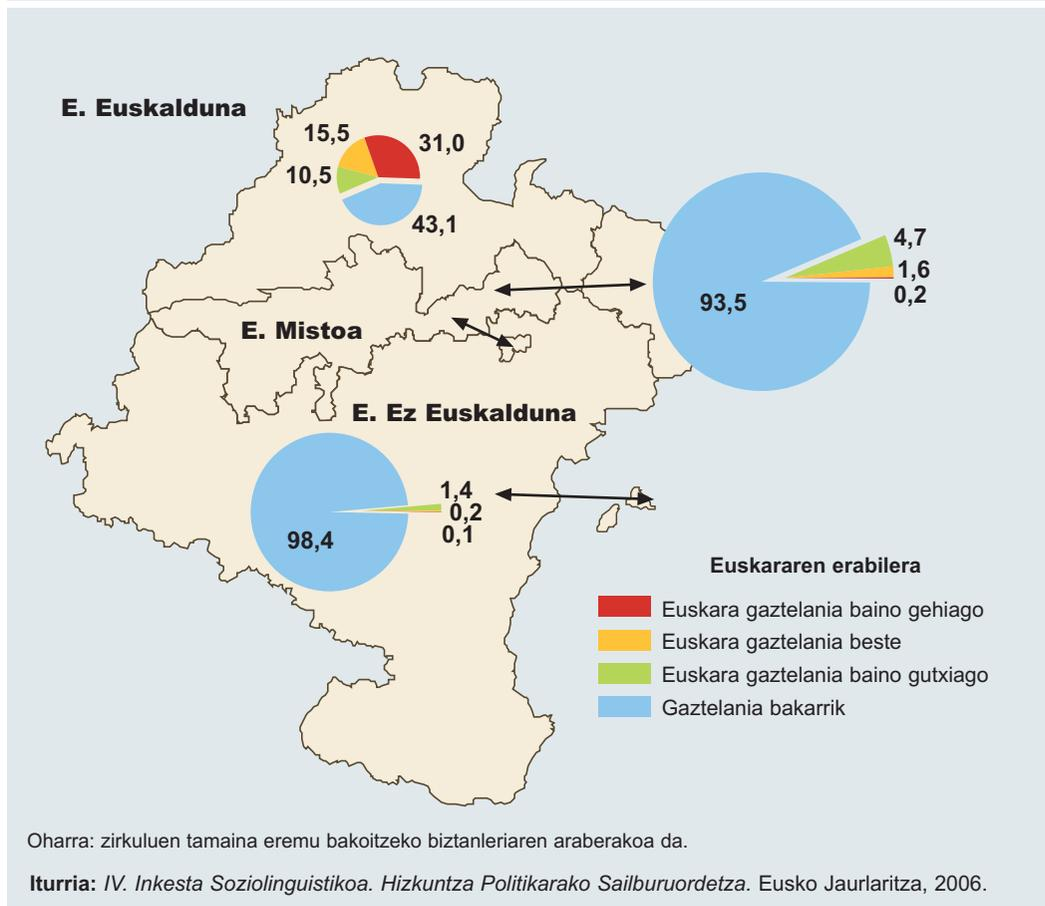 E. Euskalduna
15,5
31,0
10,5
43,1
4,7
1,6
0,2
93,5
E. Mistoa
E. Ez Euskalduna
1,4
0,2
0,1
98,4
Euskararen erabilera
Euskara gaztelania baino gehiago
Euskara gaztelania beste
Euskara gaztelania baino gutxiago
Gaztelania bakarrik
Oharra: zirkuluen tamaina eremu bakoitzeko biztanleriaren araberakoa da.
Iturria: IV. Inkesta Soziolinguistikoa. Hizkuntza Politikarako Sailburuordetza. Eusko Jaurlaritza, 2006.